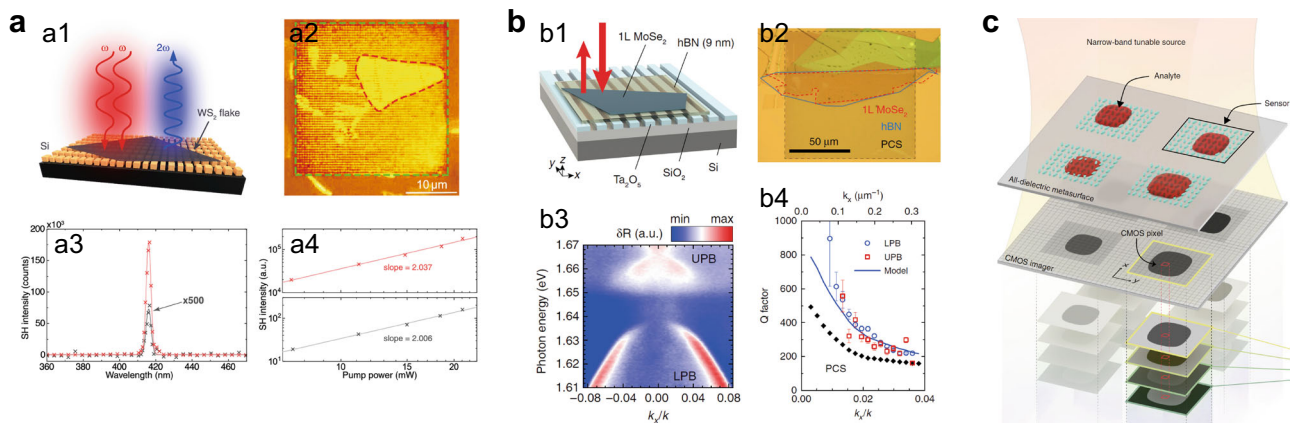 a
a1
ω
ω
2ω
WS2 flake
Si
a2
10 μm
a3
×10³
200
150
100
50
0
SH intensity (counts)
x500
360
380
400
420
440
460
Wavelength (nm)
a4
10⁵
10⁴
slope = 2.037
10²
10¹
slope = 2.006
SH intensity (a.u.)
10
15
20
Pump power (mW)
b
b1
1L MoSe2
hBN (9 nm)
y
z
x
Ta2O5
SiO2
Si
b2
1L MoSe2
hBN
PCS
50 μm
b3
δR (a.u.)
min
max
1.67
1.66
1.65
1.64
1.63
1.62
1.61
Photon energy (eV)
UPB
LPB
-0.08
-0.04
0
0.04
0.08
kx/k
b4
kx (μm⁻¹)
0
0.1
0.2
0.3
1000
800
600
400
200
0
Q factor
LPB
UPB
Model
PCS
0
0.01
0.02
0.03
0.04
kx/k
c
Narrow-band tunable source
Analyte
Sensor
All-dielectric metasurface
CMOS pixel
CMOS imager
x
y